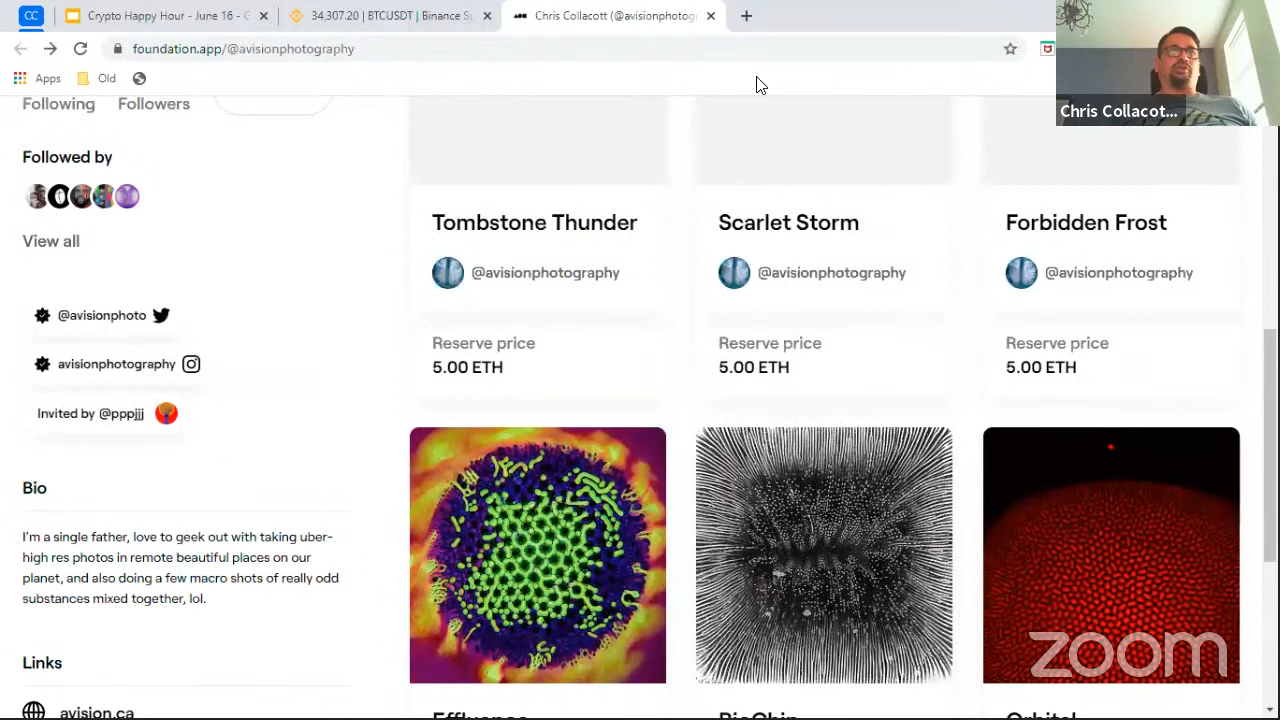 CC
Crypto Happy Hour - June 16 - G
34,307.20 | BTCUSDT | Binance S
Chris Collacott (@avisionphotog
foundation.app/@avisionphotography
Apps
Old
Chris Collacot...
Following
Followers
Followed by
View all
@avisionphoto
avisionphotography
Invited by @pppjjj
Bio
I'm a single father, love to geek out with taking uber-
high res photos in remote beautiful places on our
planet, and also doing a few macro shots of really odd
substances mixed together, lol.
Links
avision.ca
Tombstone Thunder
@avisionphotography
Reserve price
5.00 ETH
Scarlet Storm
@avisionphotography
Reserve price
5.00 ETH
Forbidden Frost
@avisionphotography
Reserve price
5.00 ETH
Effluence
BioChip
Orbital
zoom